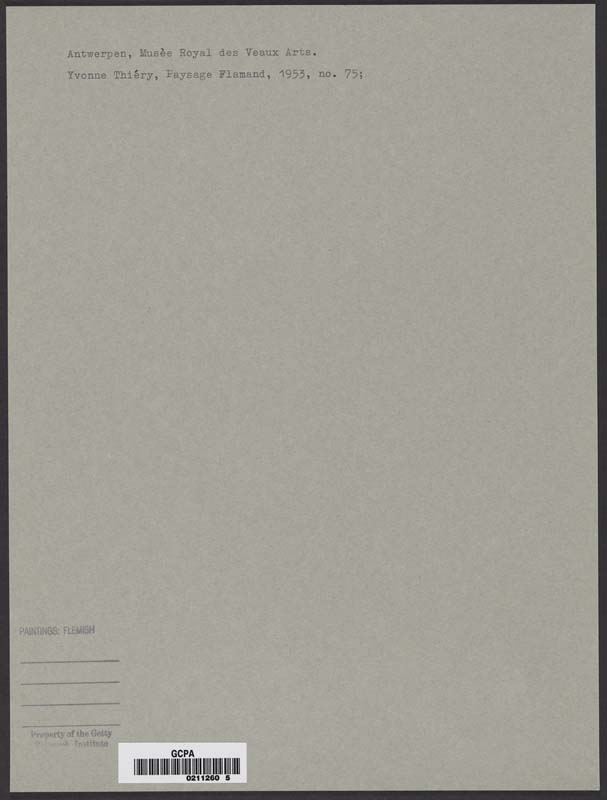 Antwerpen, Musèe Royal des Veaux Arts.
Yvonne Thiéry, Paysage Flamand, 1953, no. 75;
PAINTINGS: FLEMISH
Property of the Getty
Institute
GCPA
0211260 5